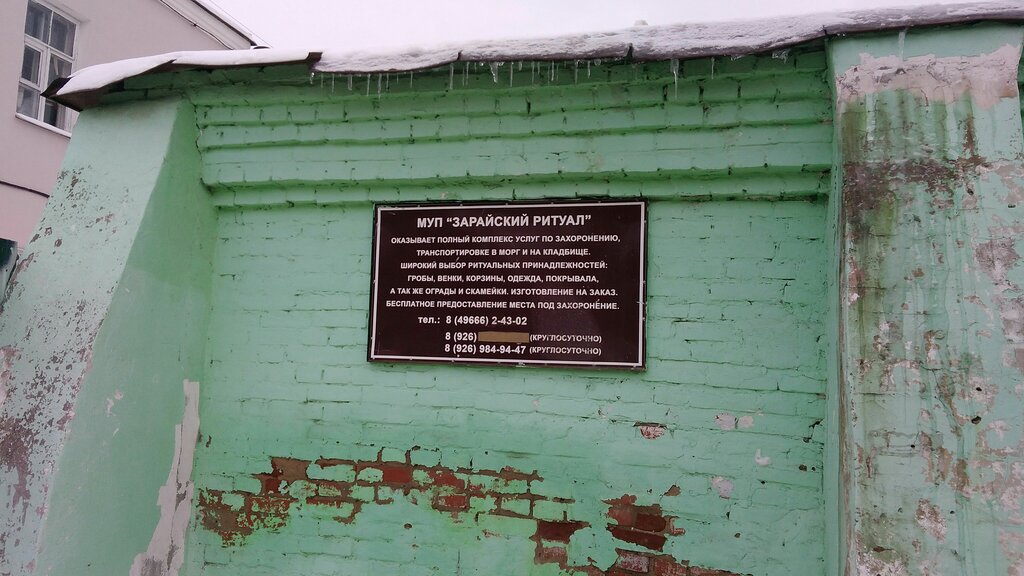 МУП "ЗАРАЙСКИЙ РИТУАЛ"
ОКАЗЫВАЕТ ПОЛНЫЙ КОМПЛЕКС УСЛУГ ПО ЗАХОРОНЕНИЮ,
ТРАНСПОРТИРОВКЕ В МОРГ И НА КЛАДБИЩЕ.
ШИРОКИЙ ВЫБОР РИТУАЛЬНЫХ ПРИНАДЛЕЖНОСТЕЙ:
ГРОБЫ, ВЕНКИ, КОРЗИНЫ, ОДЕЖДА, ПОКРЫВАЛА,
А ТАК ЖЕ ОГРАДЫ И СКАМЕЙКИ. ИЗГОТОВЛЕНИЕ НА ЗАКАЗ.
БЕСПЛАТНОЕ ПРЕДОСТАВЛЕНИЕ МЕСТА ПОД ЗАХОРОНЕНИЕ.
тел.: 8 (49666) 2-43-02
8 (926) (КРУГЛОСУТОЧНО)
8 (926) 984-94-47 (КРУГЛОСУТОЧНО)